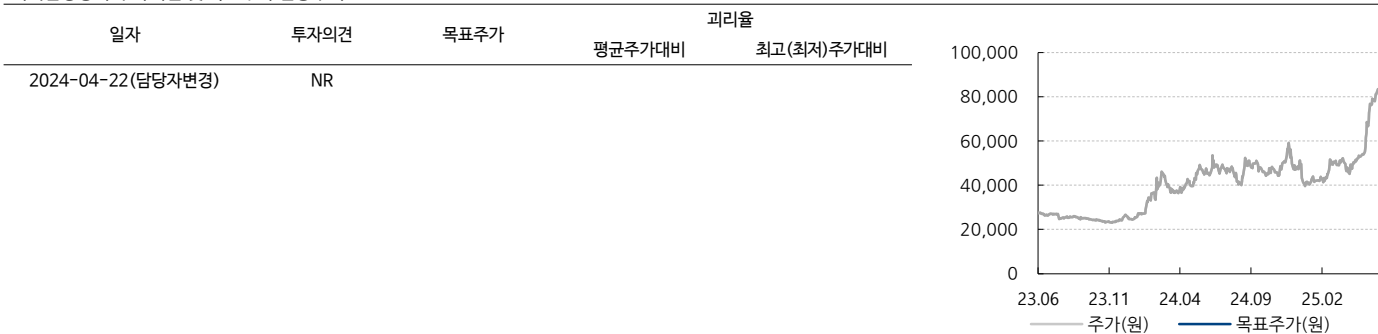 일자 투자의견 목표주가 괴리율
평균주가대비 최고(최저)주가대비
2024-04-22(담당자변경) NR
100,000
80,000
60,000
40,000
20,000
0
23.06 23.11 24.04 24.09 25.02
주가(원) 목표주가(원)